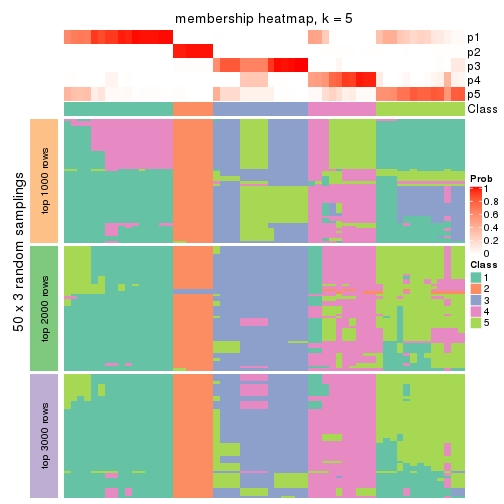 membership heatmap, k = 5
p1
p2
p3
p4
p5
Class
50 x 3 random samplings
top 1000 rows
top 2000 rows
top 3000 rows
Prob
1
0.8
0.6
0.4
0.2
0
Class
1
2
3
4
5